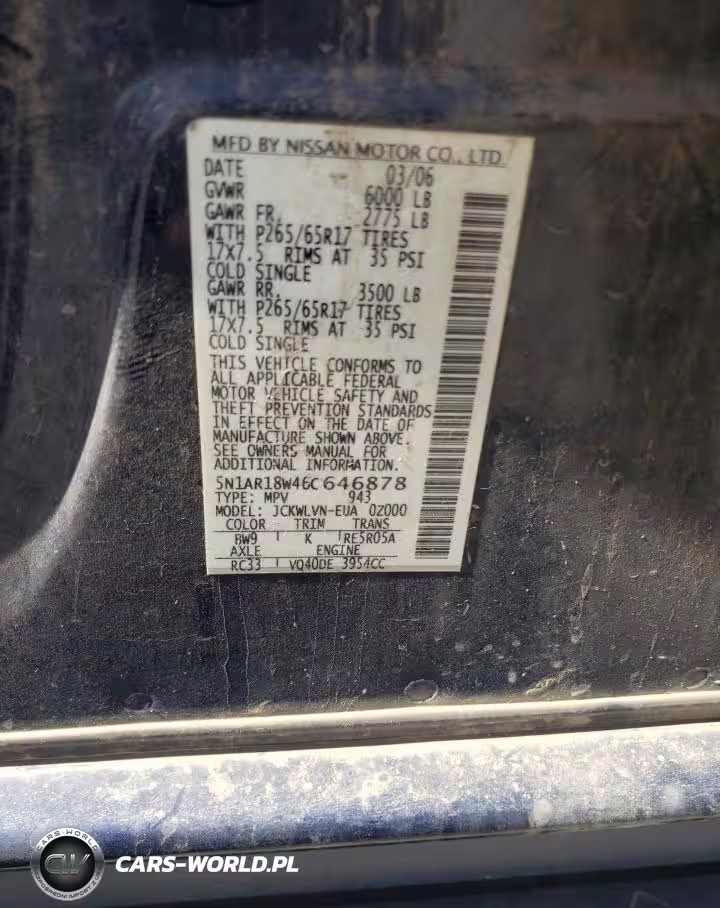 MFD BY NISSAN MOTOR CO., LTD.
DATE 03/06
GVWR 6000 LB
GAWR FR. 2775 LB
WITH P265/65R17 TIRES
17X7.5 RIMS AT 35 PSI
COLD SINGLE
GAWR RR. 3500 LB
WITH P265/65R17 TIRES
17X7.5 RIMS AT 35 PSI
COLD SINGLE
THIS VEHICLE CONFORMS TO
ALL APPLICABLE FEDERAL
MOTOR VEHICLE SAFETY AND
THEFT PREVENTION STANDARDS
IN EFFECT ON THE DATE OF
MANUFACTURE SHOWN ABOVE.
SEE OWNERS MANUAL FOR
ADDITIONAL INFORMATION.
5N1AR18W46C646878
TYPE: MPV 943
MODEL: JCKWLVN-EUA 0Z000
COLOR TRIM TRANS
BW9 K RE5R05A
AXLE ENGINE
RC33 VQ40DE 3954CC
CARS-WORLD
CW
CARS-WORLD.PL